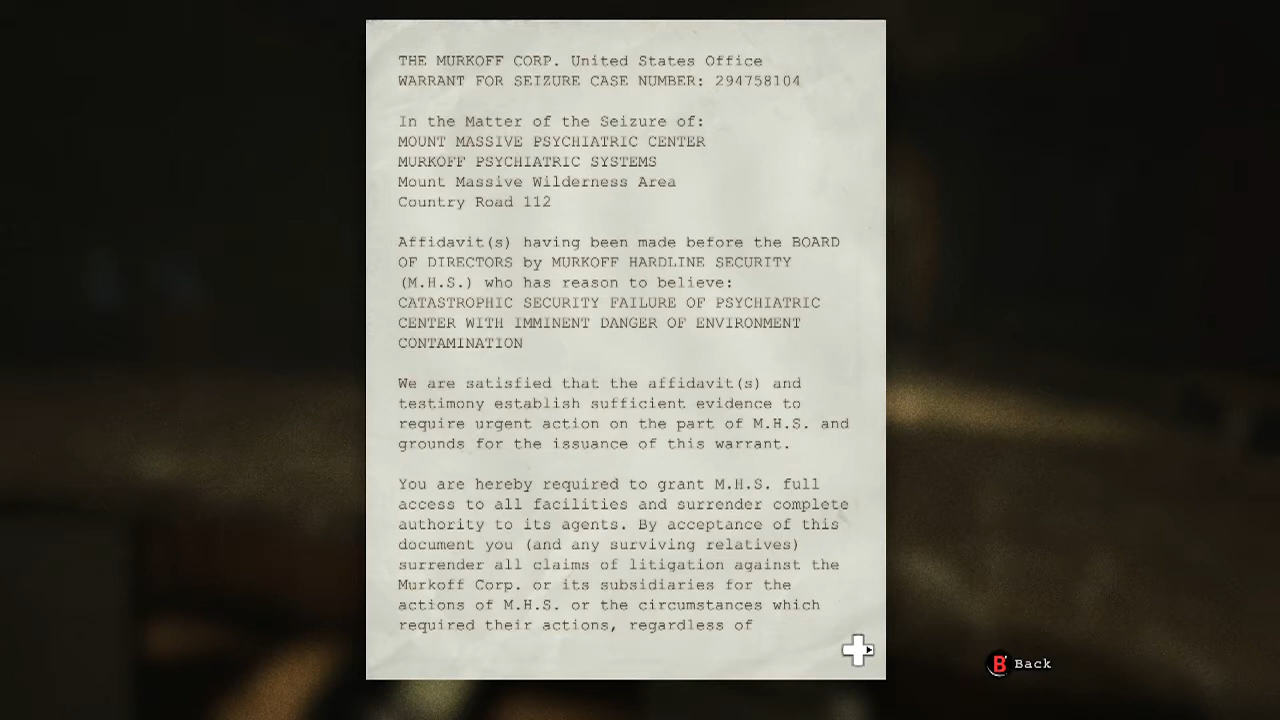 THE MURKOFF CORP. United States Office
WARRANT FOR SEIZURE CASE NUMBER: 294758104
In the Matter of the Seizure of:
MOUNT MASSIVE PSYCHIATRIC CENTER
MURKOFF PSYCHIATRIC SYSTEMS
Mount Massive Wilderness Area
Country Road 112
Affidavit(s) having been made before the BOARD
OF DIRECTORS by MURKOFF HARDLINE SECURITY
(M.H.S.) who has reason to believe:
CATASTROPHIC SECURITY FAILURE OF PSYCHIATRIC
CENTER WITH IMMINENT DANGER OF ENVIRONMENT
CONTAMINATION
We are satisfied that the affidavit(s) and
testimony establish sufficient evidence to
require urgent action on the part of M.H.S. and
grounds for the issuance of this warrant.
You are hereby required to grant M.H.S. full
access to all facilities and surrender complete
authority to its agents. By acceptance of this
document you (and any surviving relatives)
surrender all claims of litigation against the
Murkoff Corp. or its subsidiaries for the
actions of M.H.S. or the circumstances which
required their actions, regardless of
B Back